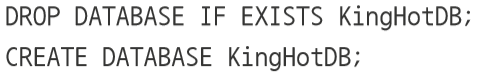 DROP DATABASE IF EXISTS KingHotDB;
CREATE DATABASE KingHotDB;